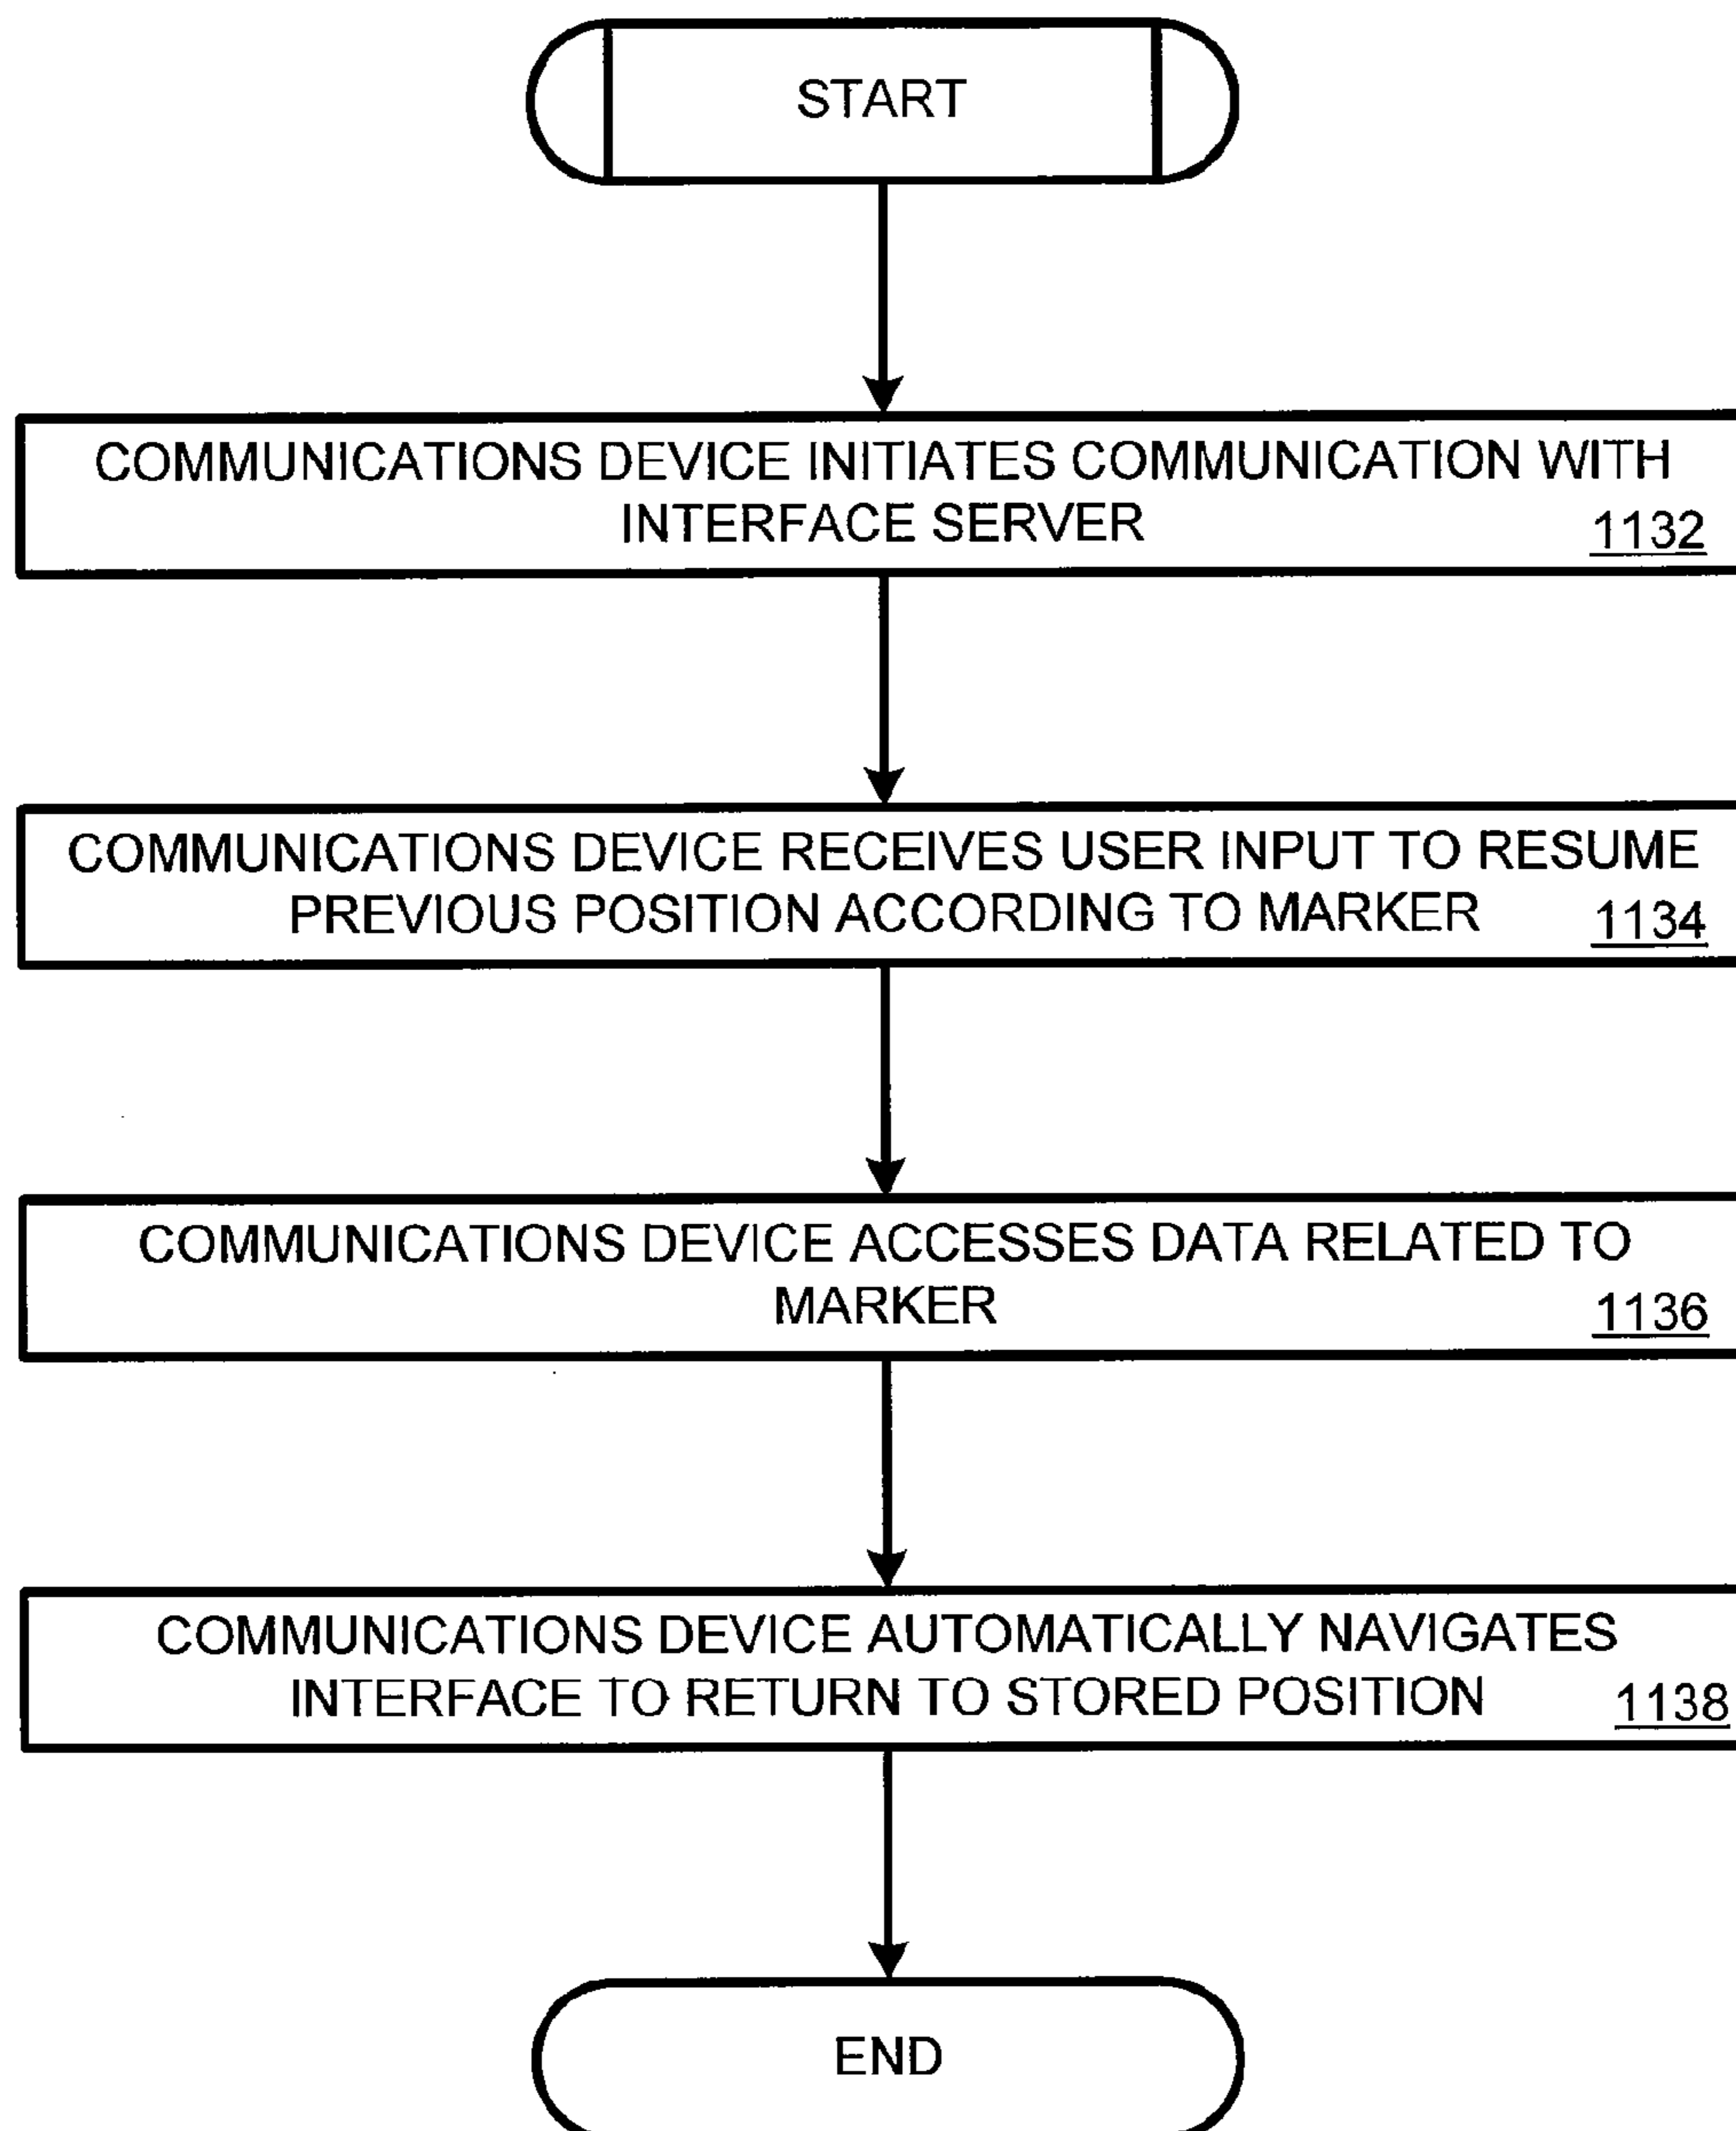 START
COMMUNICATIONS DEVICE INITIATES COMMUNICATION WITH
INTERFACE SERVER
1132
COMMUNICATIONS DEVICE RECEIVES USER INPUT TO RESUME
PREVIOUS POSITION ACCORDING TO MARKER
1134
COMMUNICATIONS DEVICE ACCESSES DATA RELATED TO
MARKER
1136
COMMUNICATIONS DEVICE AUTOMATICALLY NAVIGATES
INTERFACE TO RETURN TO STORED POSITION
1138
END